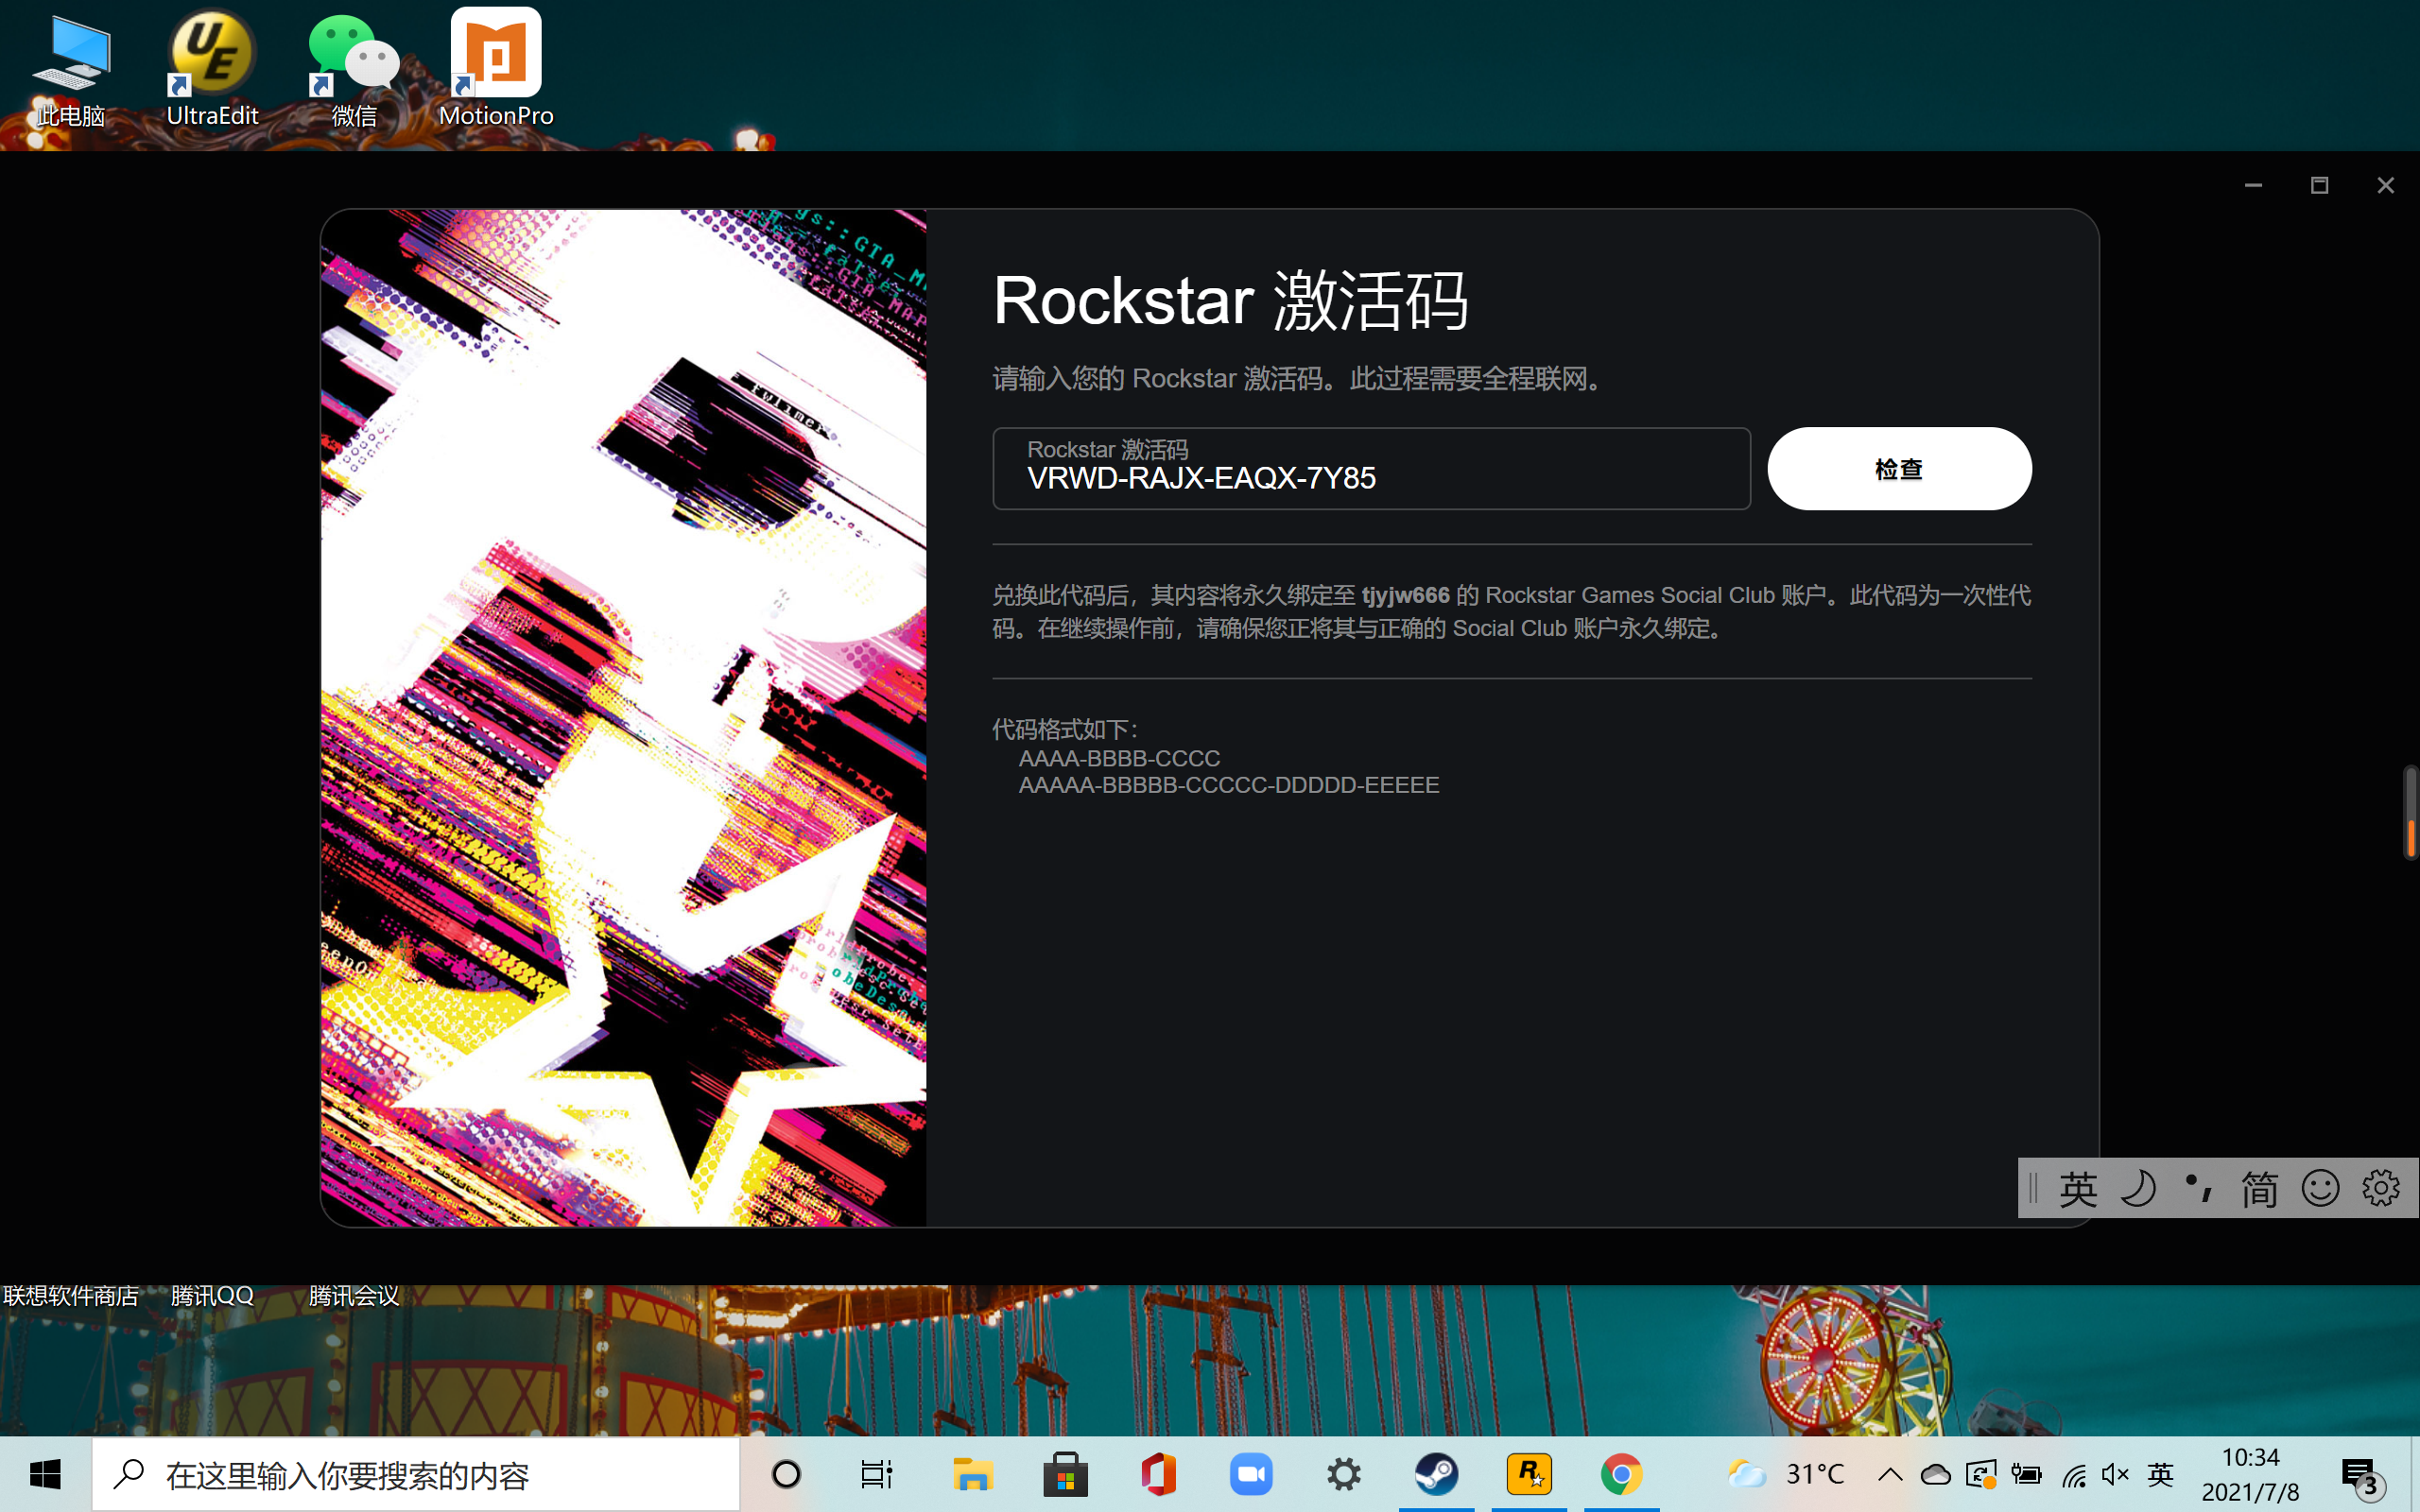 此电脑
UltraEdit
微信
MotionPro
Rockstar 激活码
请输入您的 Rockstar 激活码。此过程需要全程联网。
Rockstar 激活码
VRWD-RAJX-EAQX-7Y85
检查
兑换此代码后，其内容将永久绑定至 tjyjw666 的 Rockstar Games Social Club 账户。此代码为一次性代
码。在继续操作前，请确保您正将其与正确的 Social Club 账户永久绑定。
代码格式如下：
AAAA-BBBB-CCCC
AAAAA-BBBBB-CCCCC-DDDDD-EEEEE
英 简
联想软件商店
腾讯QQ
腾讯会议
在这里输入你要搜索的内容
31°C
英
10:34
2021/7/8
3